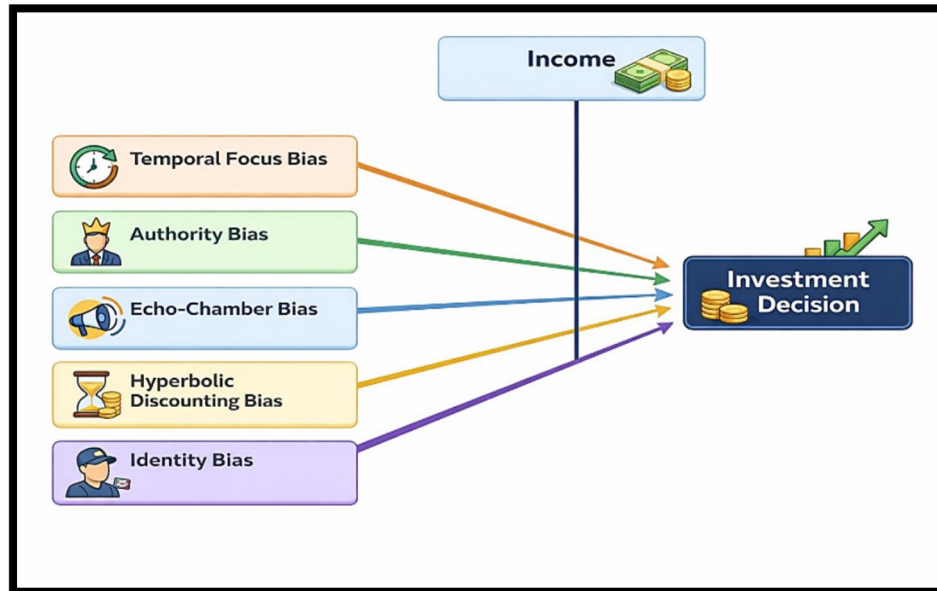 Income
Temporal Focus Bias
Authority Bias
Echo-Chamber Bias
Hyperbolic
Discounting Bias
Identity Bias
Investment
Decision